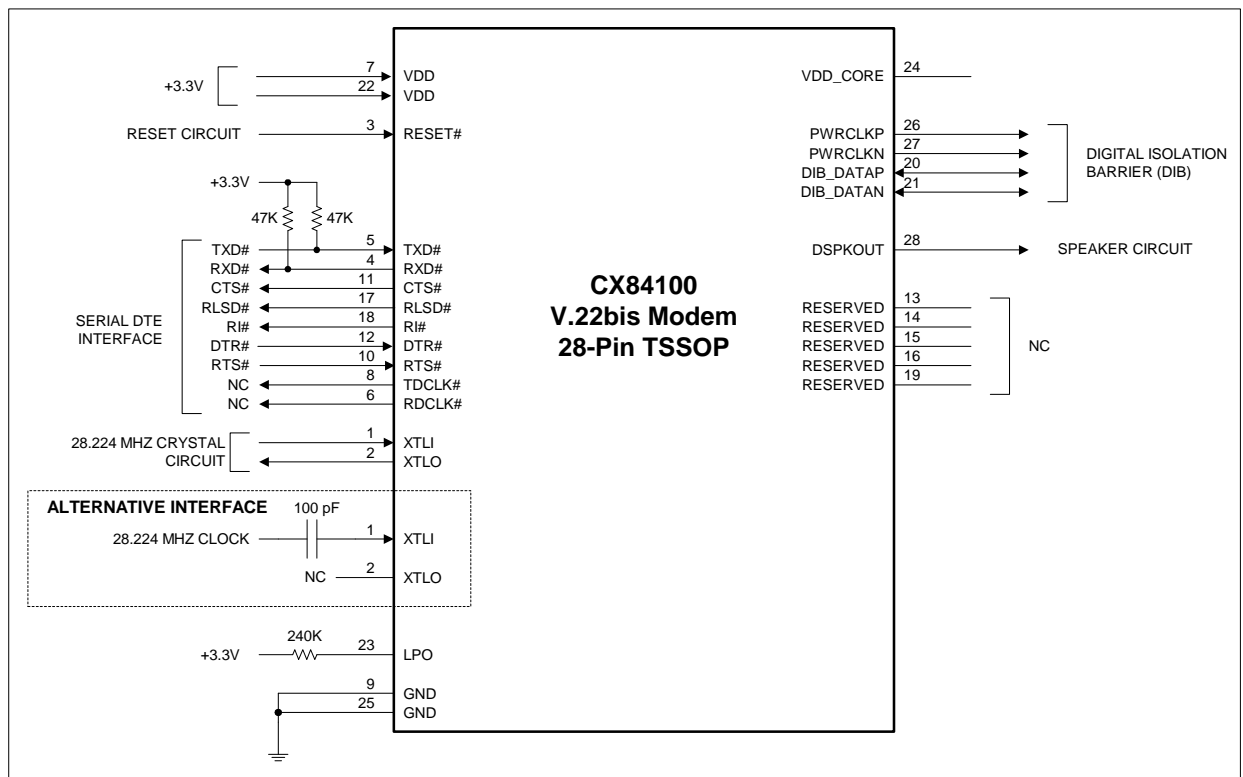 +3.3V
7
VDD
22
VDD
RESET CIRCUIT
3
RESET#
+3.3V
47K
47K
SERIAL DTE
INTERFACE
TXD#
5
TXD#
RXD#
4
RXD#
CTS#
11
CTS#
RLSD#
17
RLSD#
RI#
18
RI#
DTR#
12
DTR#
RTS#
10
RTS#
NC
8
TDCLK#
NC
6
RDCLK#
28.224 MHZ CRYSTAL
CIRCUIT
1
XTLI
2
XTLO
ALTERNATIVE INTERFACE
100 pF
28.224 MHZ CLOCK
1
XTLI
NC
2
XTLO
+3.3V
240K
23
LPO
9
GND
25
GND
CX84100
V.22bis Modem
28-Pin TSSOP
VDD_CORE
24
PWRCLKP
26
PWRCLKN
27
DIB_DATAP
20
DIB_DATAN
21
DIGITAL ISOLATION
BARRIER (DIB)
DSPKOUT
28
SPEAKER CIRCUIT
RESERVED
13
RESERVED
14
RESERVED
15
RESERVED
16
RESERVED
19
NC